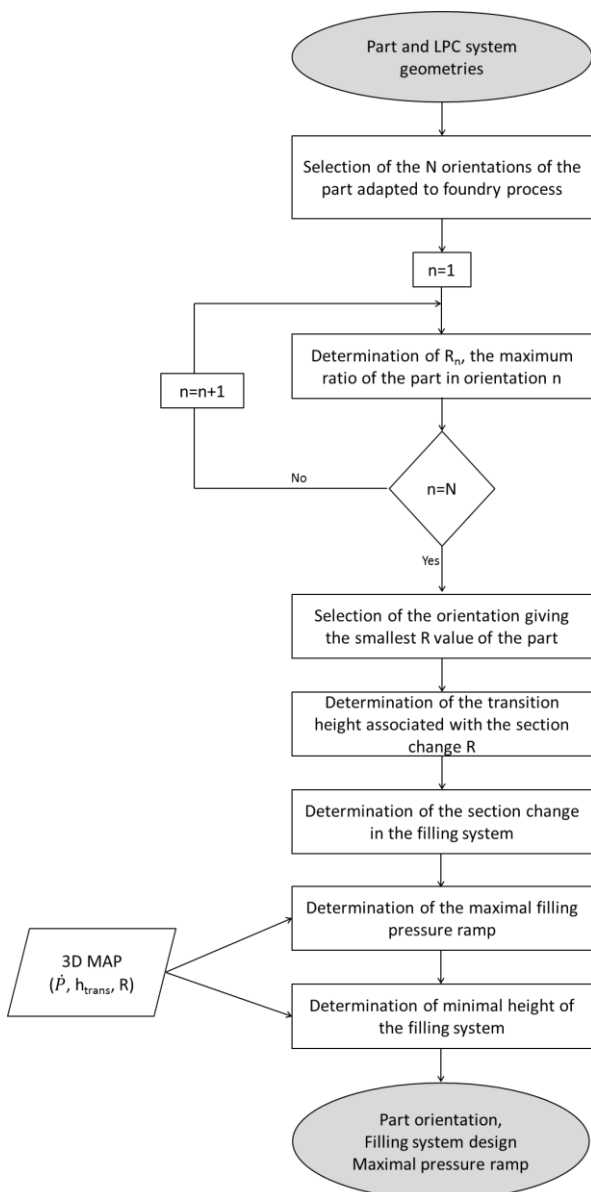 Part and LPC system
geometries
Selection of the N orientations of the
part adapted to foundry process
n=1
Determination of Rₙ, the maximum
ratio of the part in orientation n
n=n+1
n=N
No
Yes
Selection of the orientation giving
the smallest R value of the part
Determination of the transition
height associated with the section
change R
Determination of the section change
in the filling system
Determination of the maximal filling
pressure ramp
3D MAP
(Ṗ, h_trans, R)
Determination of minimal height of
the filling system
Part orientation,
Filling system design
Maximal pressure ramp